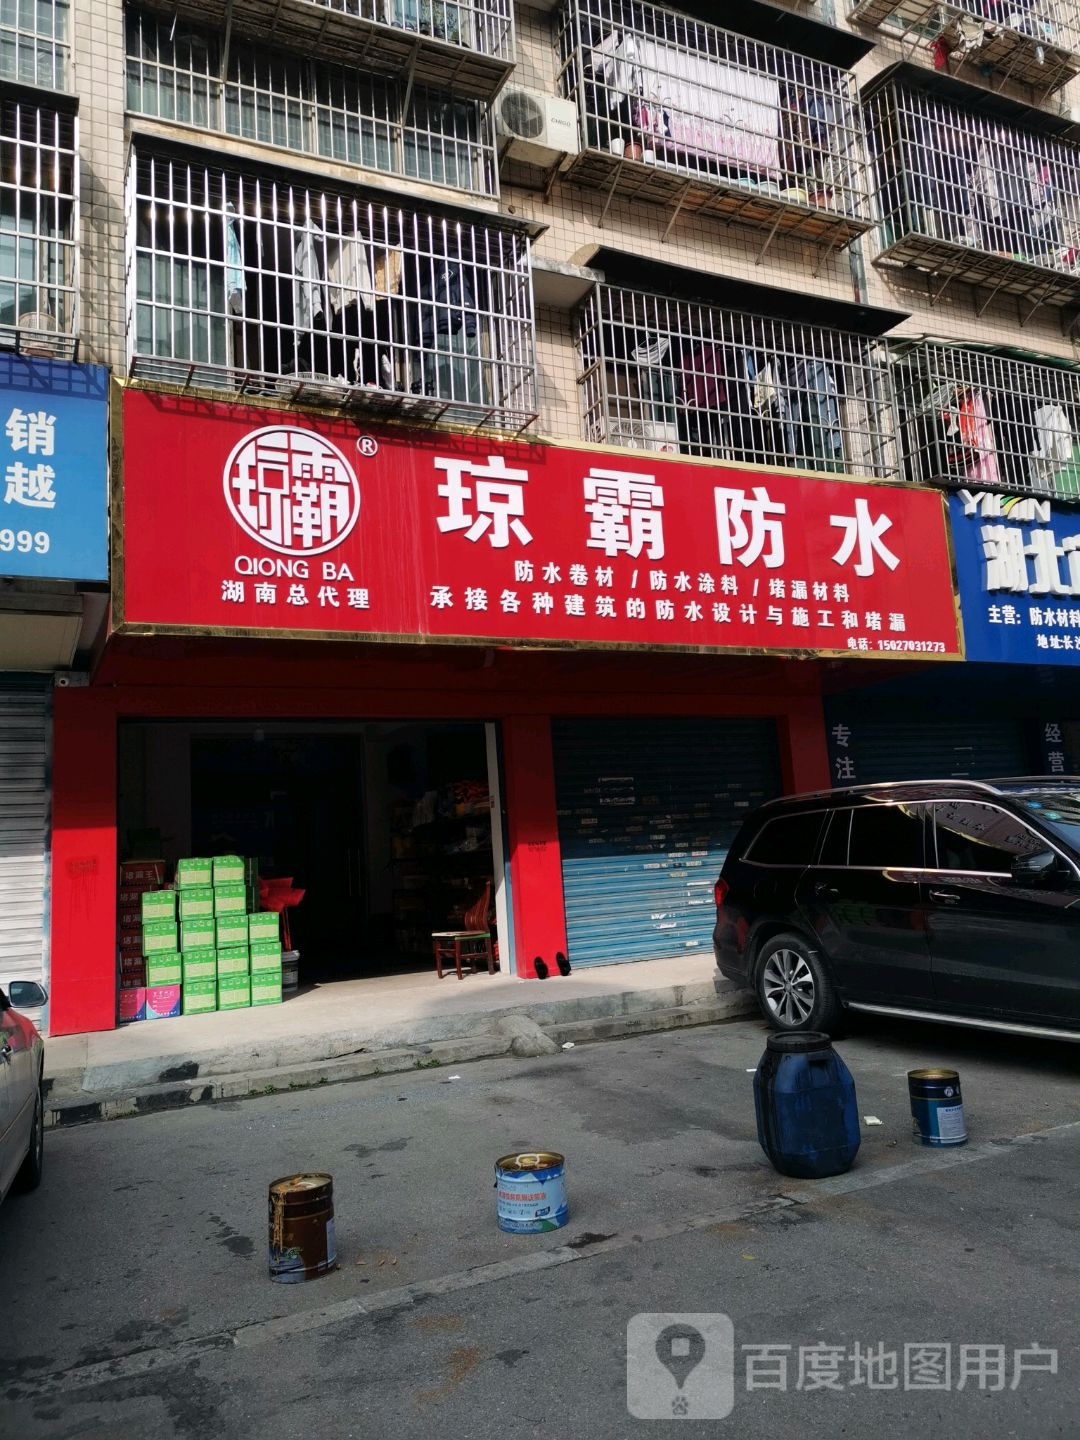 CHIGO
销
越
999
琼霸
®
QIONG BA
湖南总代理
琼霸防水
防水卷材 / 防水涂料 / 堵漏材料
承接各种建筑的防水设计与施工和堵漏
电话：15027031273
湖北
主营：防水材料
地址：长沙
专注
经营
堵漏王
百度地图用户